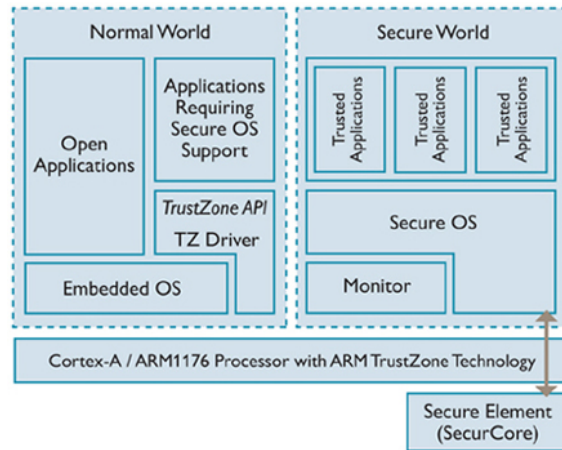 Normal World
Open
Applications
Applications
Requiring
Secure OS
Support
TrustZone API
TZ Driver
Embedded OS
Secure World
Trusted
Applications
Trusted
Applications
Trusted
Applications
Secure OS
Monitor
Cortex-A / ARM1176 Processor with ARM TrustZone Technology
Secure Element
(SecurCore)